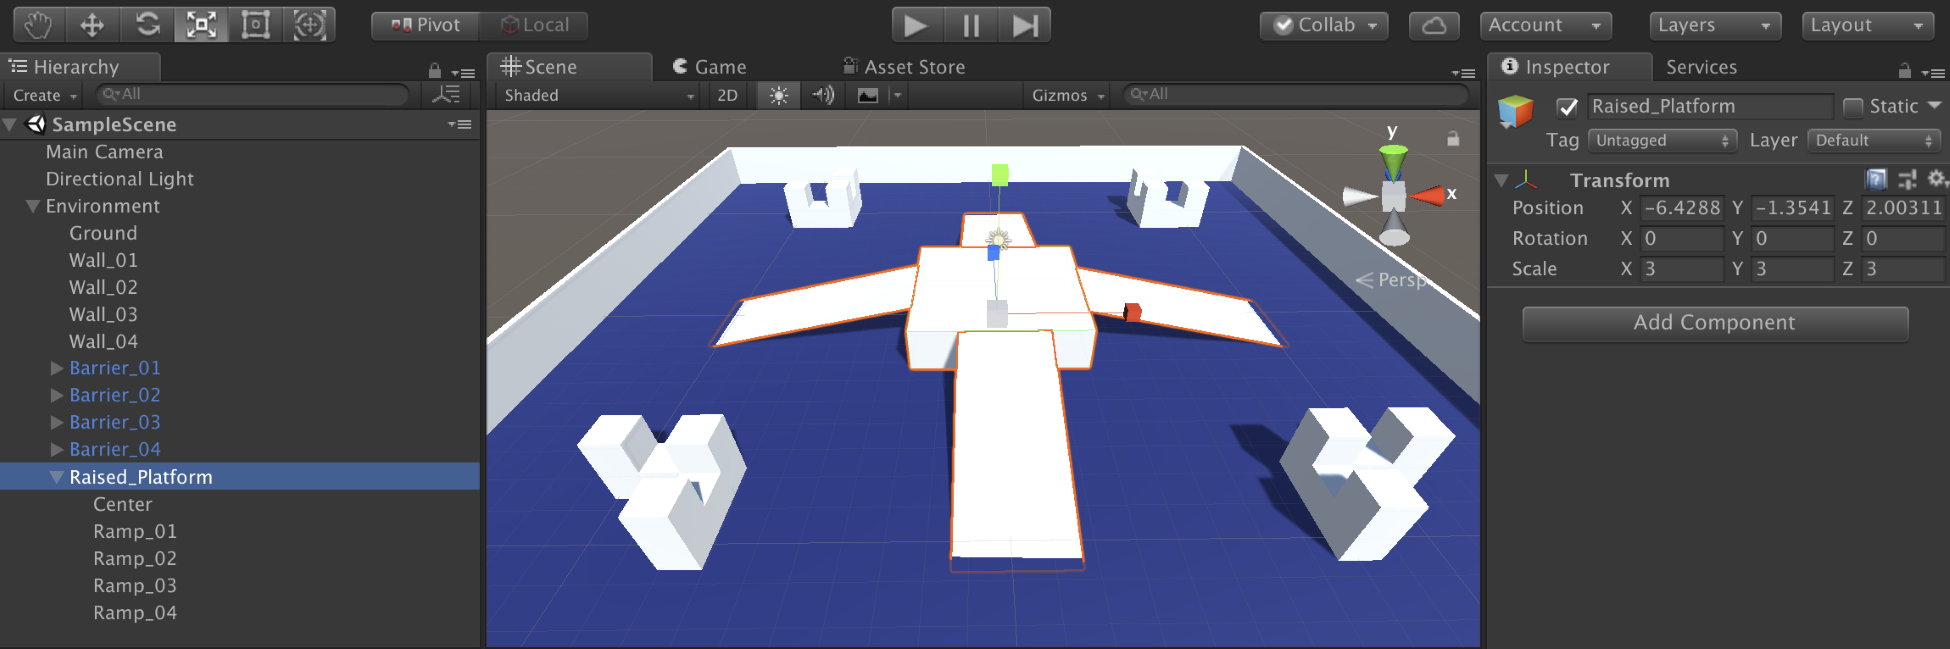 Pivot Local Collab Account Layers Layout
Hierarchy
Create All
SampleScene
Main Camera
Directional Light
Environment
Ground
Wall_01
Wall_02
Wall_03
Wall_04
Barrier_01
Barrier_02
Barrier_03
Barrier_04
Raised_Platform
Center
Ramp_01
Ramp_02
Ramp_03
Ramp_04
Scene Game Asset Store
Shaded 2D Gizmos All
y
x
Persp
Inspector Services
Raised_Platform Static
Tag Untagged Layer Default
Transform
Position X -6.4288 Y -1.3541 Z 2.00311
Rotation X 0 Y 0 Z 0
Scale X 3 Y 3 Z 3
Add Component